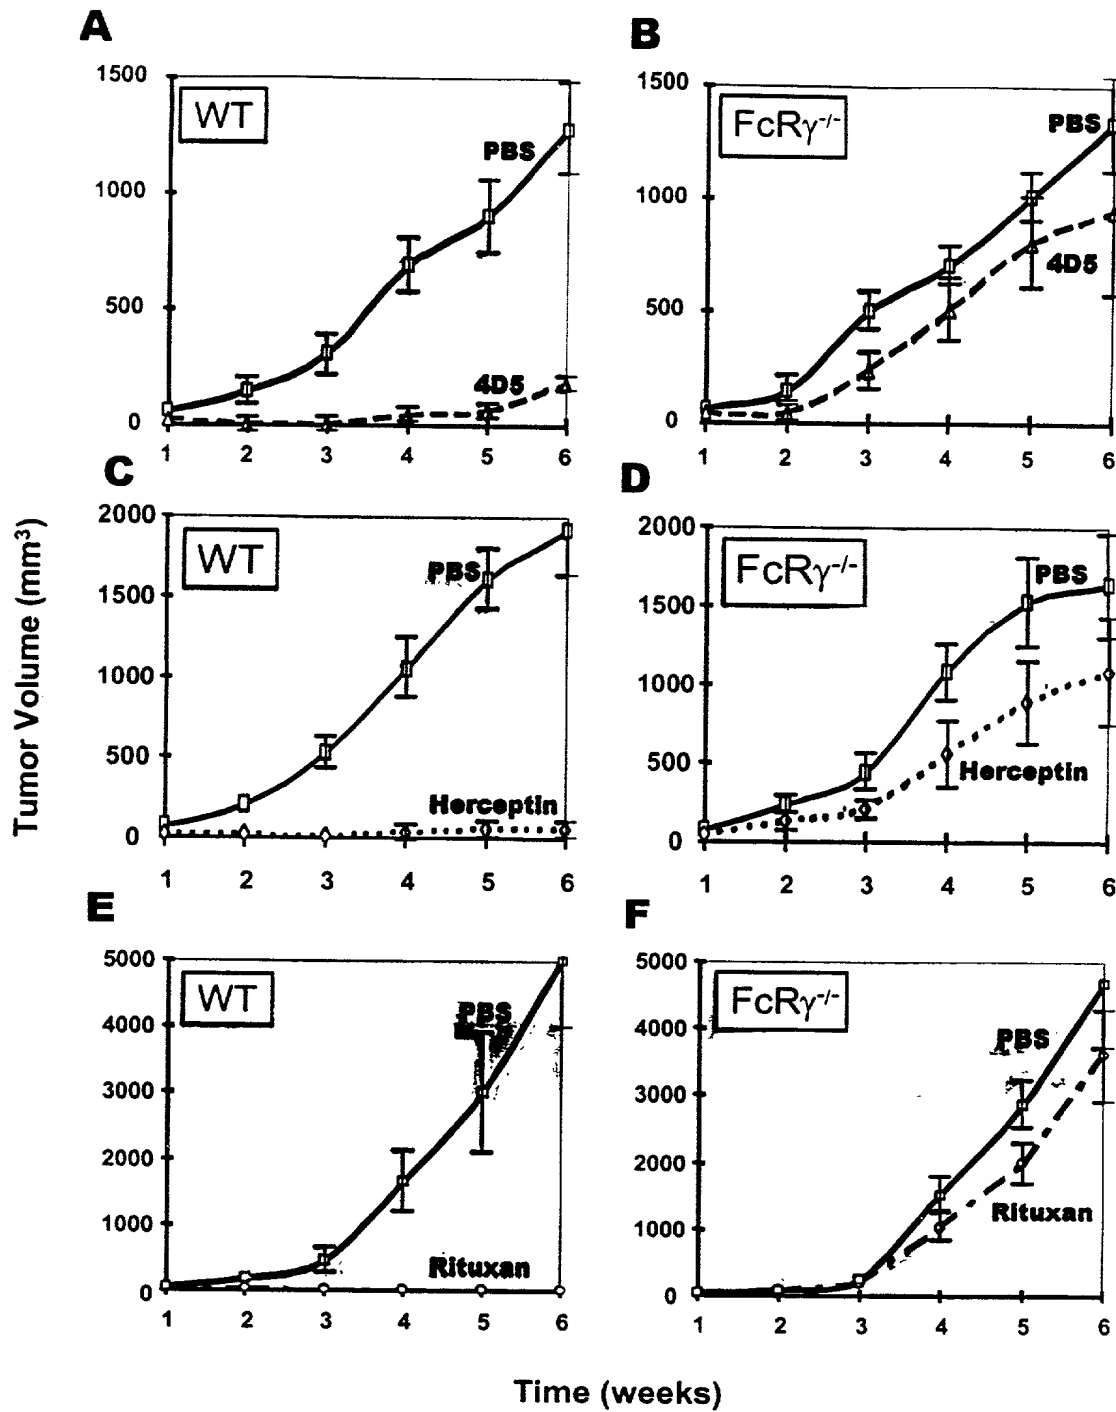 A
1500
WT
PBS
1000
500
4D5
0
1 2 3 4 5 6
B
1500
FcRγ-/-
PBS
1000
4D5
500
0
1 2 3 4 5 6
C
2000
WT
PBS
1500
1000
500
Herceptin
0
1 2 3 4 5 6
D
2000
FcRγ-/-
PBS
1500
1000
Herceptin
500
0
1 2 3 4 5 6
E
5000
WT
PBS
4000
3000
2000
1000
Rituxan
0
1 2 3 4 5 6
F
5000
FcRγ-/-
PBS
4000
3000
2000
Rituxan
1000
0
1 2 3 4 5 6
Tumor Volume (mm3)
Time (weeks)